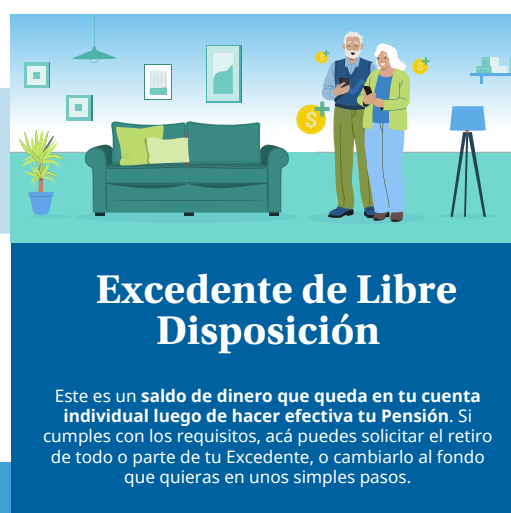 $
$
$
Excedente de Libre
Disposición
Este es un saldo de dinero que queda en tu cuenta
individual luego de hacer efectiva tu Pensión. Si
cumples con los requisitos, acá puedes solicitar el retiro
de todo o parte de tu Excedente, o cambiarlo al fondo
que quieras en unos simples pasos.